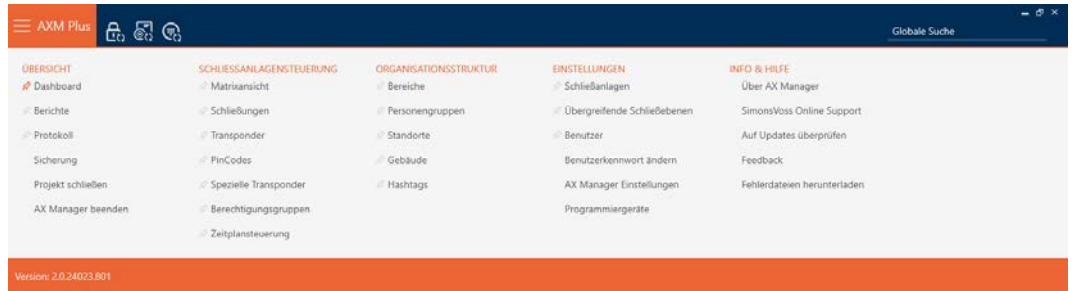 AXM Plus
Globale Suche
ÜBERSICHT
Dashboard
Berichte
Protokoll
Sicherung
Projekt schließen
AX Manager beenden
SCHLIESSANLAGENSTEUERUNG
Matrixansicht
Schließungen
Transponder
PinCodes
Spezielle Transponder
Berechtigungsgruppen
Zeitplansteuerung
ORGANISATIONSSTRUKTUR
Bereiche
Personengruppen
Standorte
Gebäude
Hashtags
EINSTELLUNGEN
Schließanlagen
Übergreifende Schließebenen
Benutzer
Benutzerkennwort ändern
AX Manager Einstellungen
Programmiergeräte
INFO & HILFE
Über AX Manager
SimonsVoss Online Support
Auf Updates überprüfen
Feedback
Fehlerdateien herunterladen
Version: 2.0.24023.801